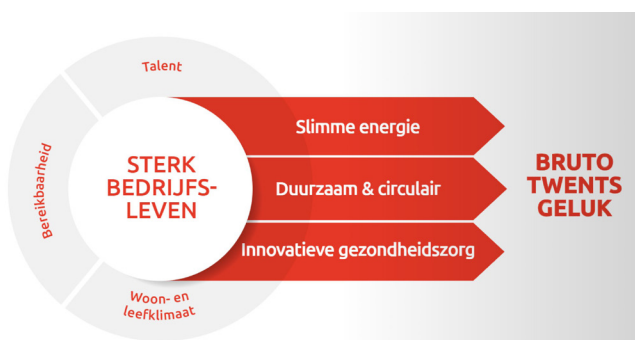 Talent
Bereikbaarheid
STERK
BEDRIJFS-
LEVEN
Woon- en
leefklimaat
Slimme energie
Duurzaam & circulair
Innovatieve gezondheidszorg
BRUTO
TWENTS
GELUK